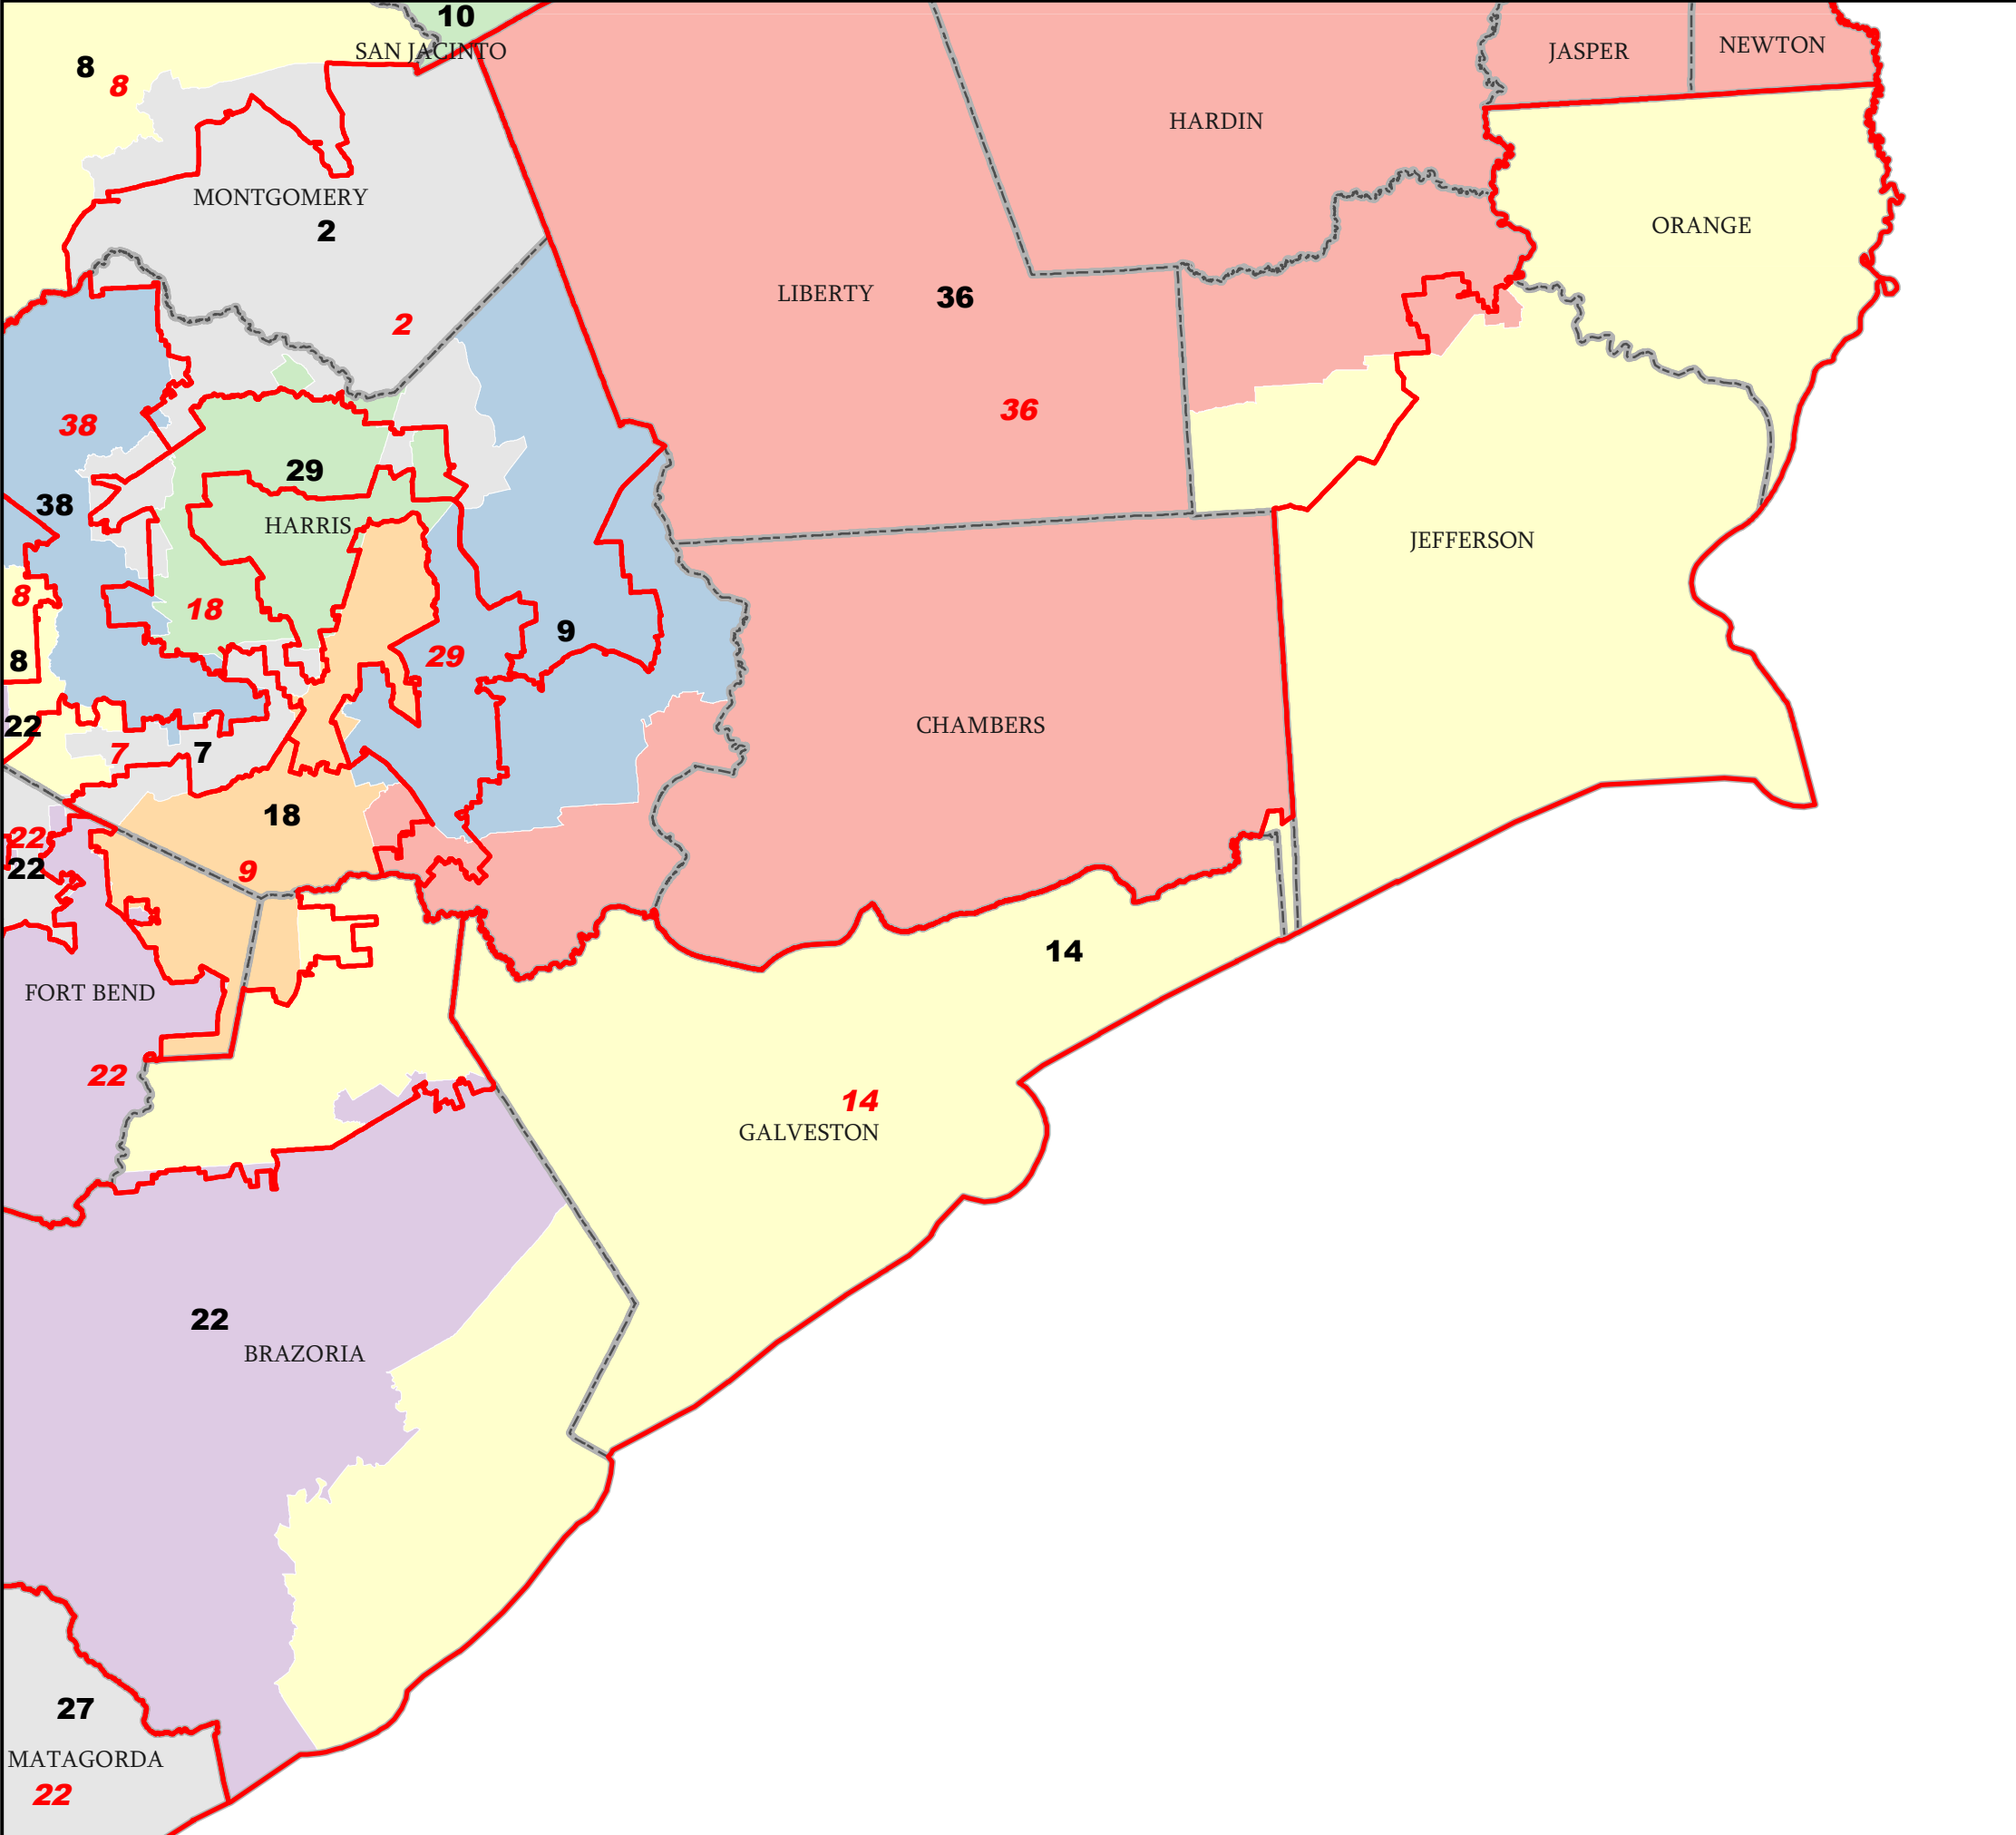 10
SAN JACINTO
JASPER
NEWTON
8
8
HARDIN
MONTGOMERY
2
ORANGE
LIBERTY
36
2
36
38
29
38
HARRIS
JEFFERSON
8
18
9
29
8
22
7
7
CHAMBERS
18
22
22
9
14
FORT BEND
22
14
GALVESTON
22
BRAZORIA
27
MATAGORDA
22